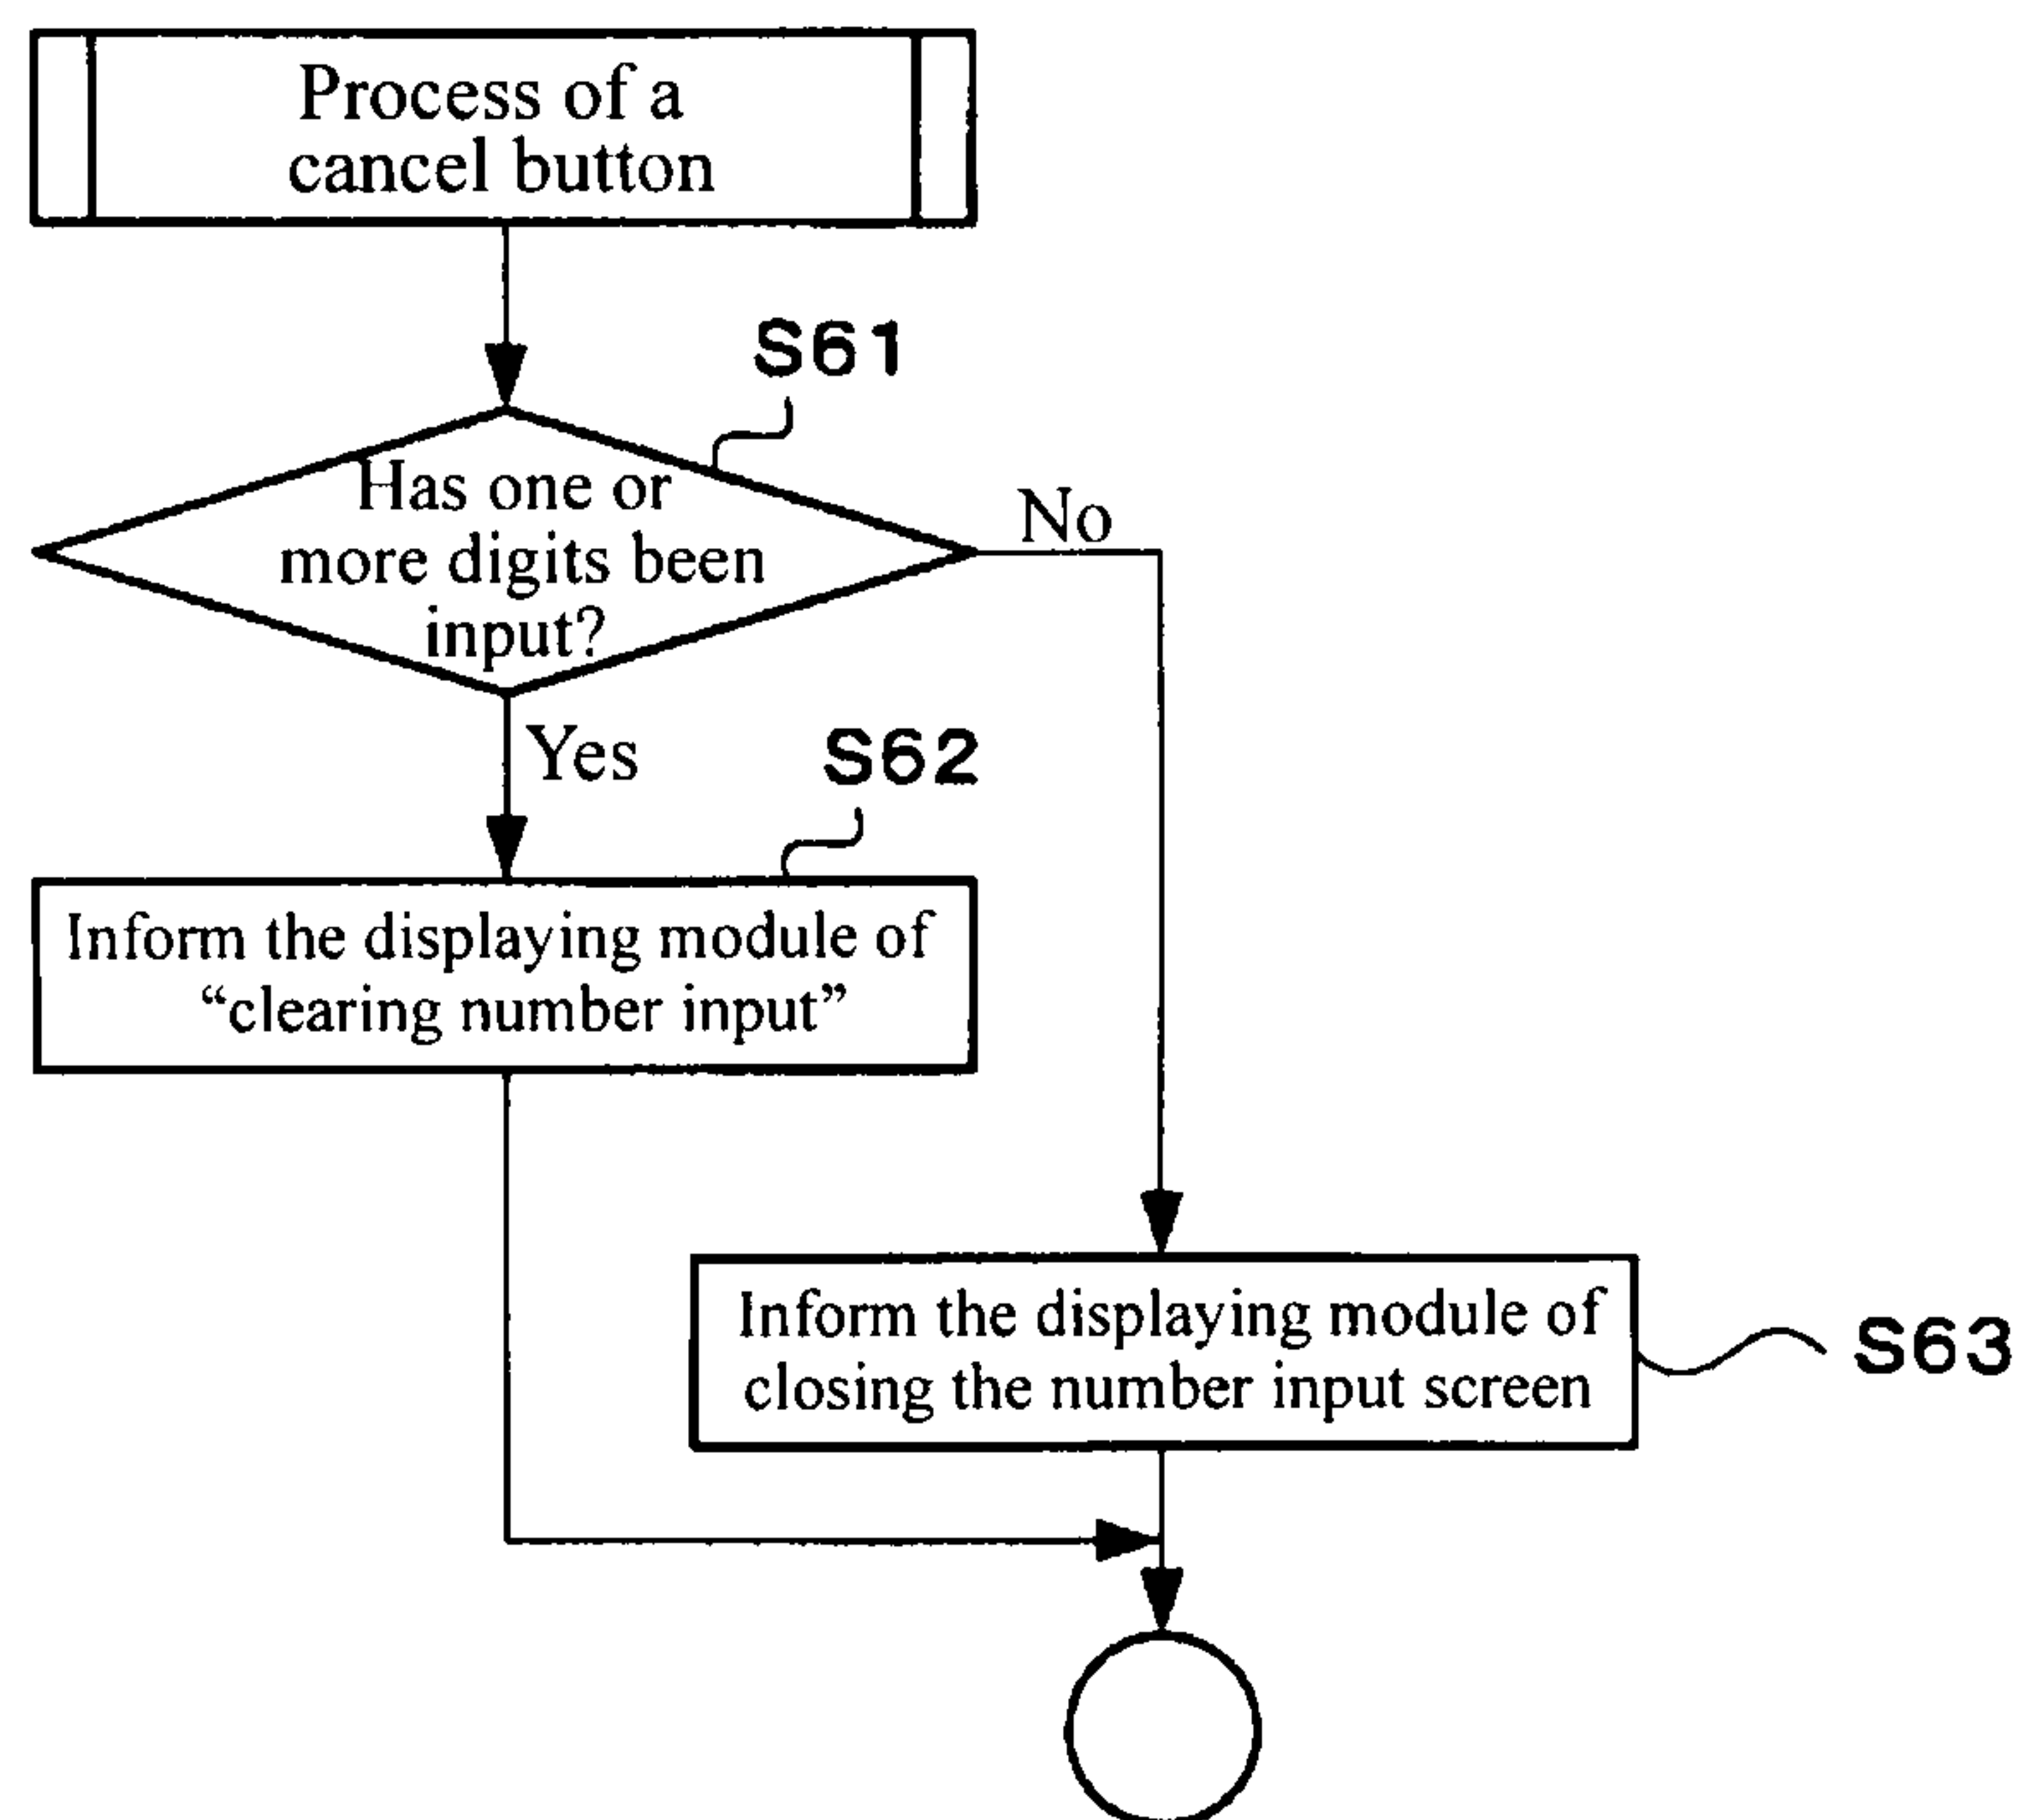 Process of a
cancel button
S61
Has one or
more digits been
input?
No
Yes
S62
Inform the displaying module of
“clearing number input”
Inform the displaying module of
closing the number input screen
S63